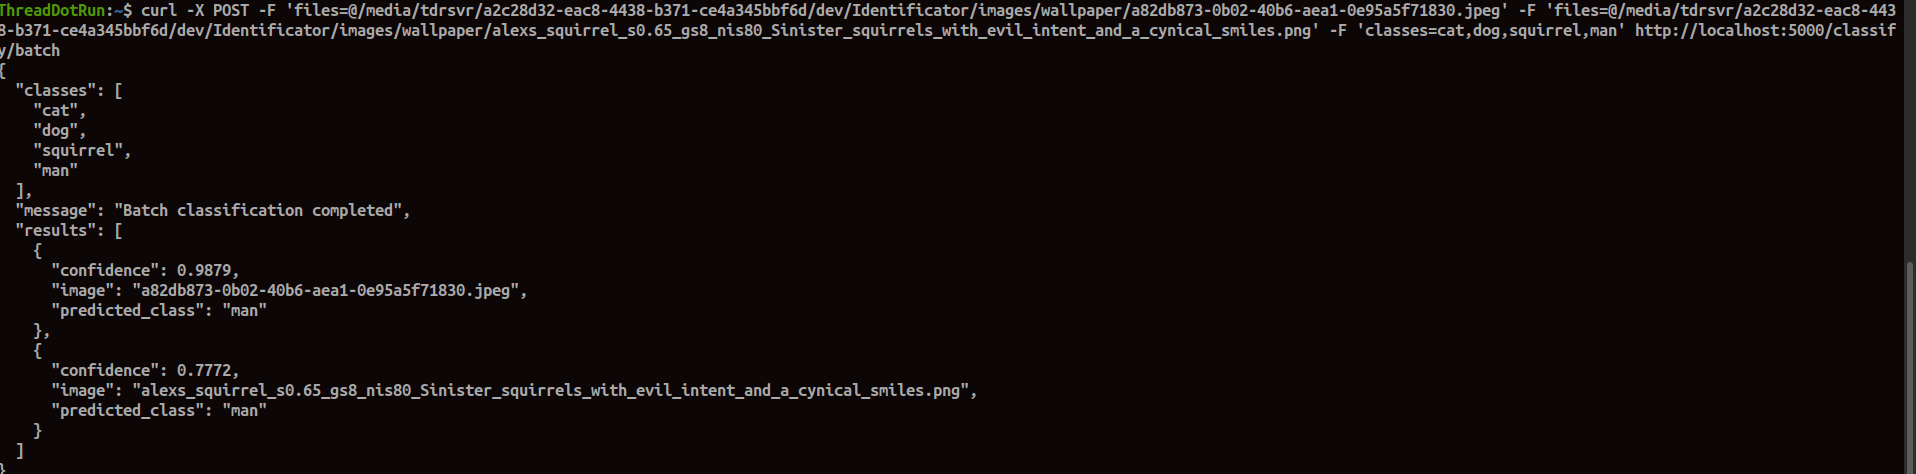 ThreadDotRun:~$ curl -X POST -F 'files=@/media/tdrsvr/a2c28d32-eac8-4438-b371-ce4a345bbf6d/dev/Identificator/images/wallpaper/a82db873-0b02-40b6-aea1-0e95a5f71830.jpeg' -F 'files=@/media/tdrsvr/a2c28d32-eac8-443
8-b371-ce4a345bbf6d/dev/Identificator/images/wallpaper/alexs_squirrel_s0.65_gs8_nis80_Sinister_squirrels_with_evil_intent_and_a_cynical_smiles.png' -F 'classes=cat,dog,squirrel,man' http://localhost:5000/classif
y/batch
{
  "classes": [
    "cat",
    "dog",
    "squirrel",
    "man"
  ],
  "message": "Batch classification completed",
  "results": [
    {
      "confidence": 0.9879,
      "image": "a82db873-0b02-40b6-aea1-0e95a5f71830.jpeg",
      "predicted_class": "man"
    },
    {
      "confidence": 0.7772,
      "image": "alexs_squirrel_s0.65_gs8_nis80_Sinister_squirrels_with_evil_intent_and_a_cynical_smiles.png",
      "predicted_class": "man"
    }
  ]
}